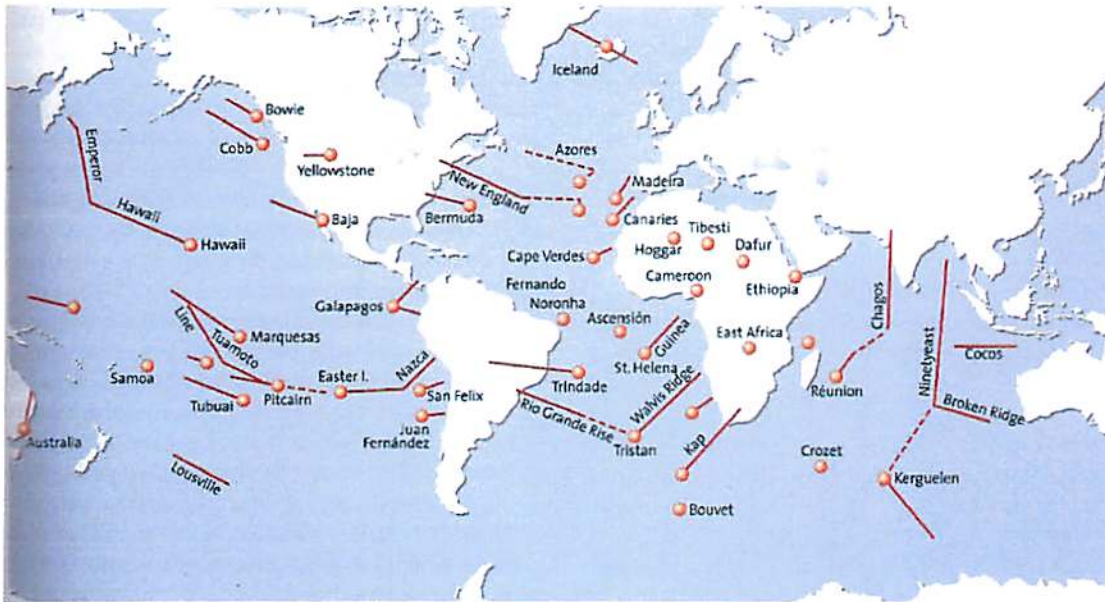 Iceland
Bowie
Cobb
Yellowstone
Emperor
Hawaii
Hawaii
Baja
Azores
New England
Bermuda
Madeira
Canaries
Cape Verdes
Hoggar
Tibesti
Dafur
Cameroon
Ethiopia
Fernando
Noronha
Galapagos
Ascensión
Guinea
St. Helena
East Africa
Chagos
Ninetyeast
Cocos
Line
Tuamoto
Marquesas
Samoa
Tubuai
Pitcairn
Easter I.
Nazca
San Felix
Juan
Fernández
Trindade
Rio Grande Rise
Walvis Ridge
Tristan
Kap
Réunion
Broken Ridge
Australia
Lousville
Crozet
Kerguelen
Bouvet